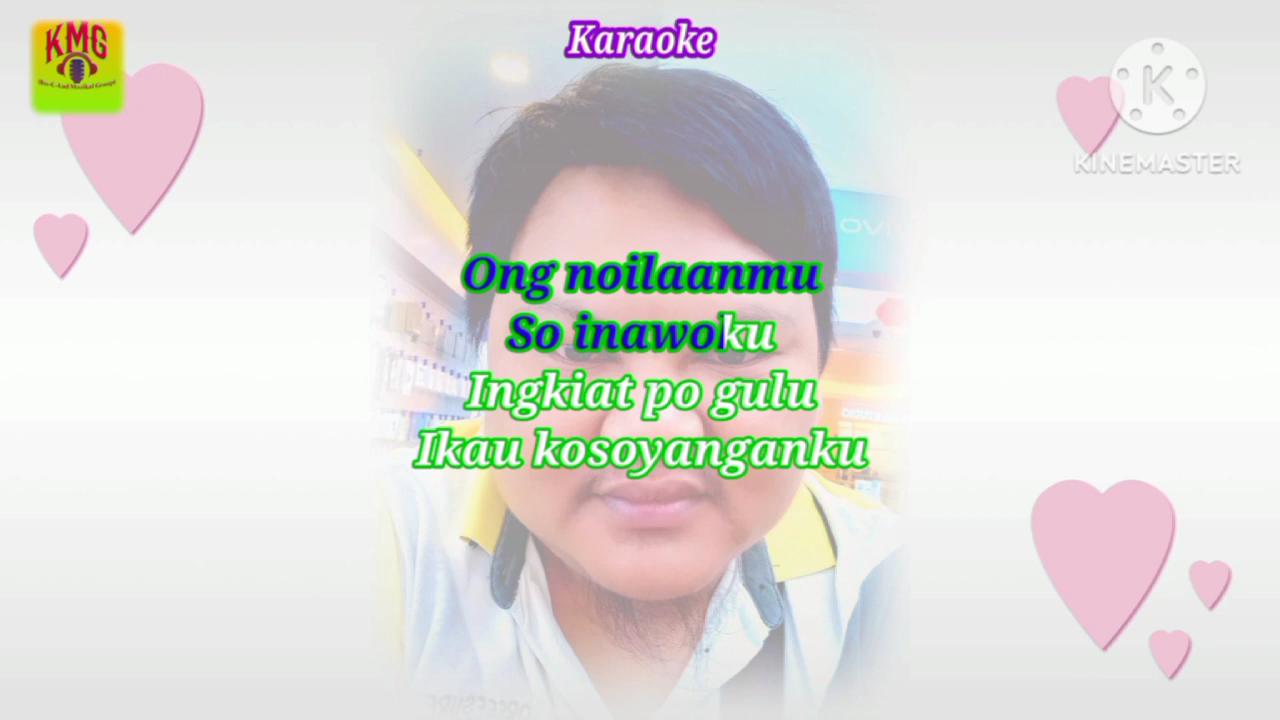 KMG
Karaoke
K
KINEMASTER
Ong noilaanmu
So inawoku
Ingkiat po gulu
Ikau kosoyanganku